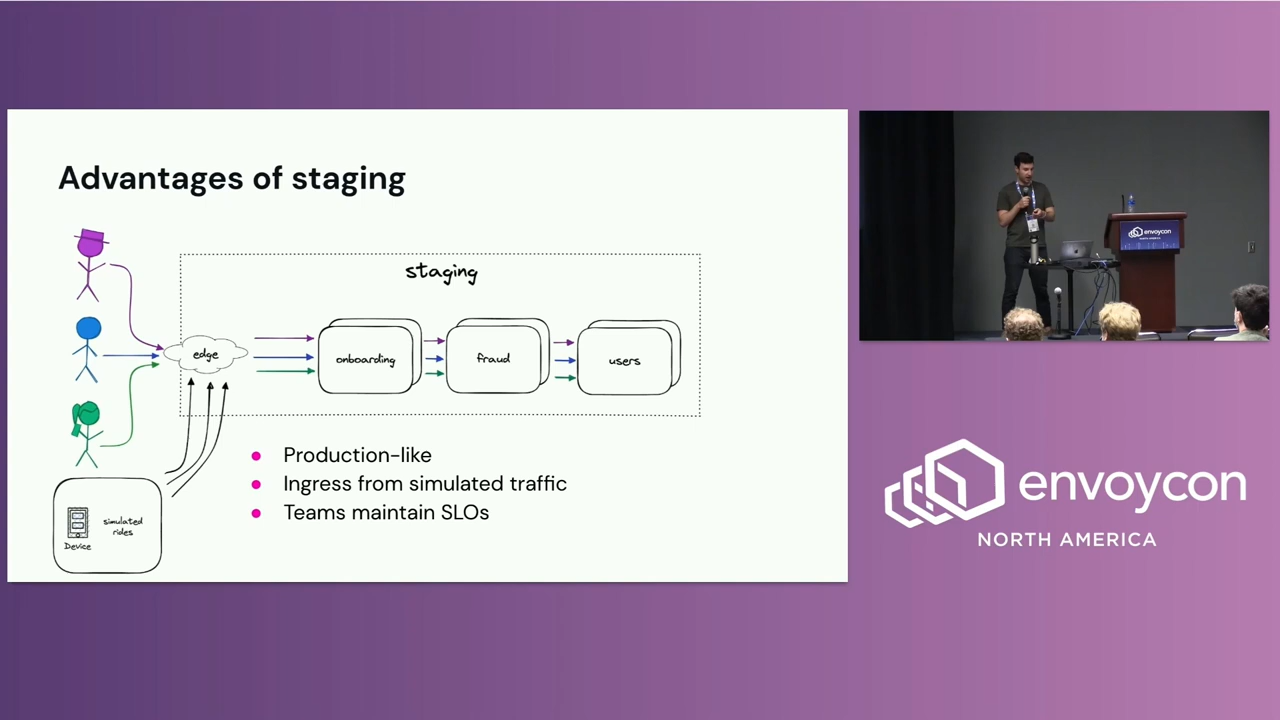 Advantages of staging
staging
edge
onboarding
fraud
users
simulated
rides
Device
Production-like
Ingress from simulated traffic
Teams maintain SLOs
envoycon
envoycon
NORTH AMERICA